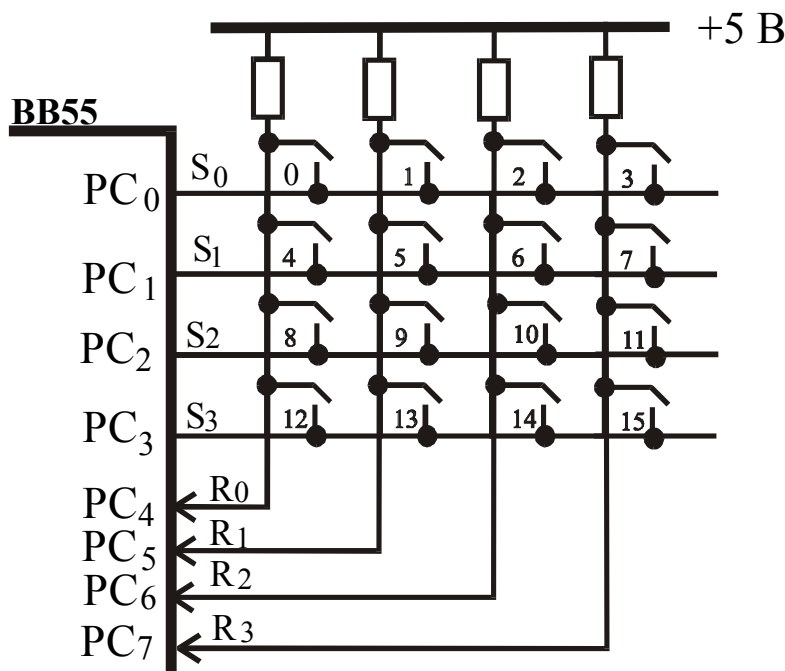 +5 В
BB55
PC0 S0 0 1 2 3
PC1 S1 4 5 6 7
PC2 S2 8 9 10 11
PC3 S3 12 13 14 15
PC4 R0
PC5 R1
PC6 R2
PC7 R3